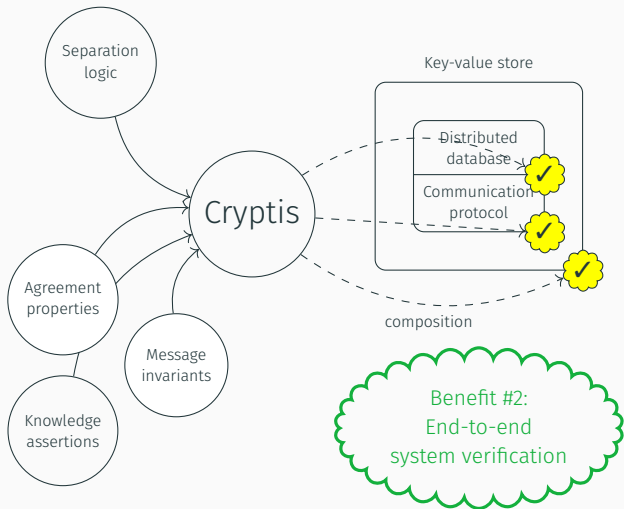 Separation
logic
Key-value store
Distributed
database
Communication
protocol
Cryptis
Agreement
properties
Message
invariants
Knowledge
assertions
composition
Benefit #2:
End-to-end
system verification